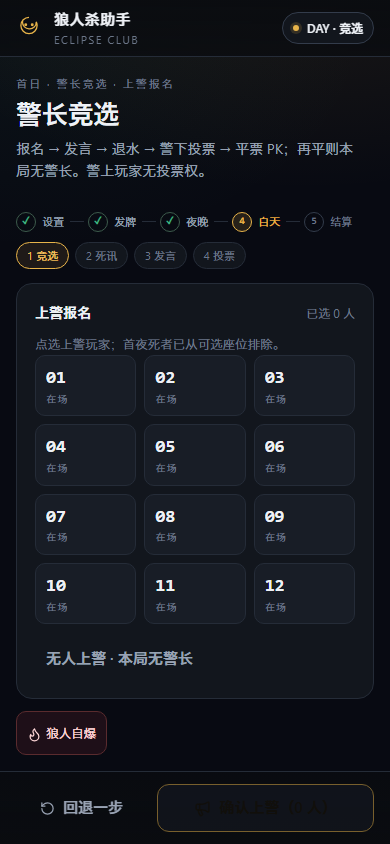 狼人杀助手
ECLIPSE CLUB
DAY · 竞选
首日 · 警长竞选 · 上警报名
警长竞选
报名 → 发言 → 退水 → 警下投票 → 平票 PK；再平则本
局无警长。警上玩家无投票权。
设置 发牌 夜晚 4 白天 5 结算
1 竞选 2 死讯 3 发言 4 投票
上警报名 已选 0 人
点选上警玩家；首夜死者已从可选座位排除。
01 02 03
在场 在场 在场
04 05 06
在场 在场 在场
07 08 09
在场 在场 在场
10 11 12
在场 在场 在场
无人上警 · 本局无警长
狼人自爆
回退一步 确认上警（0 人）